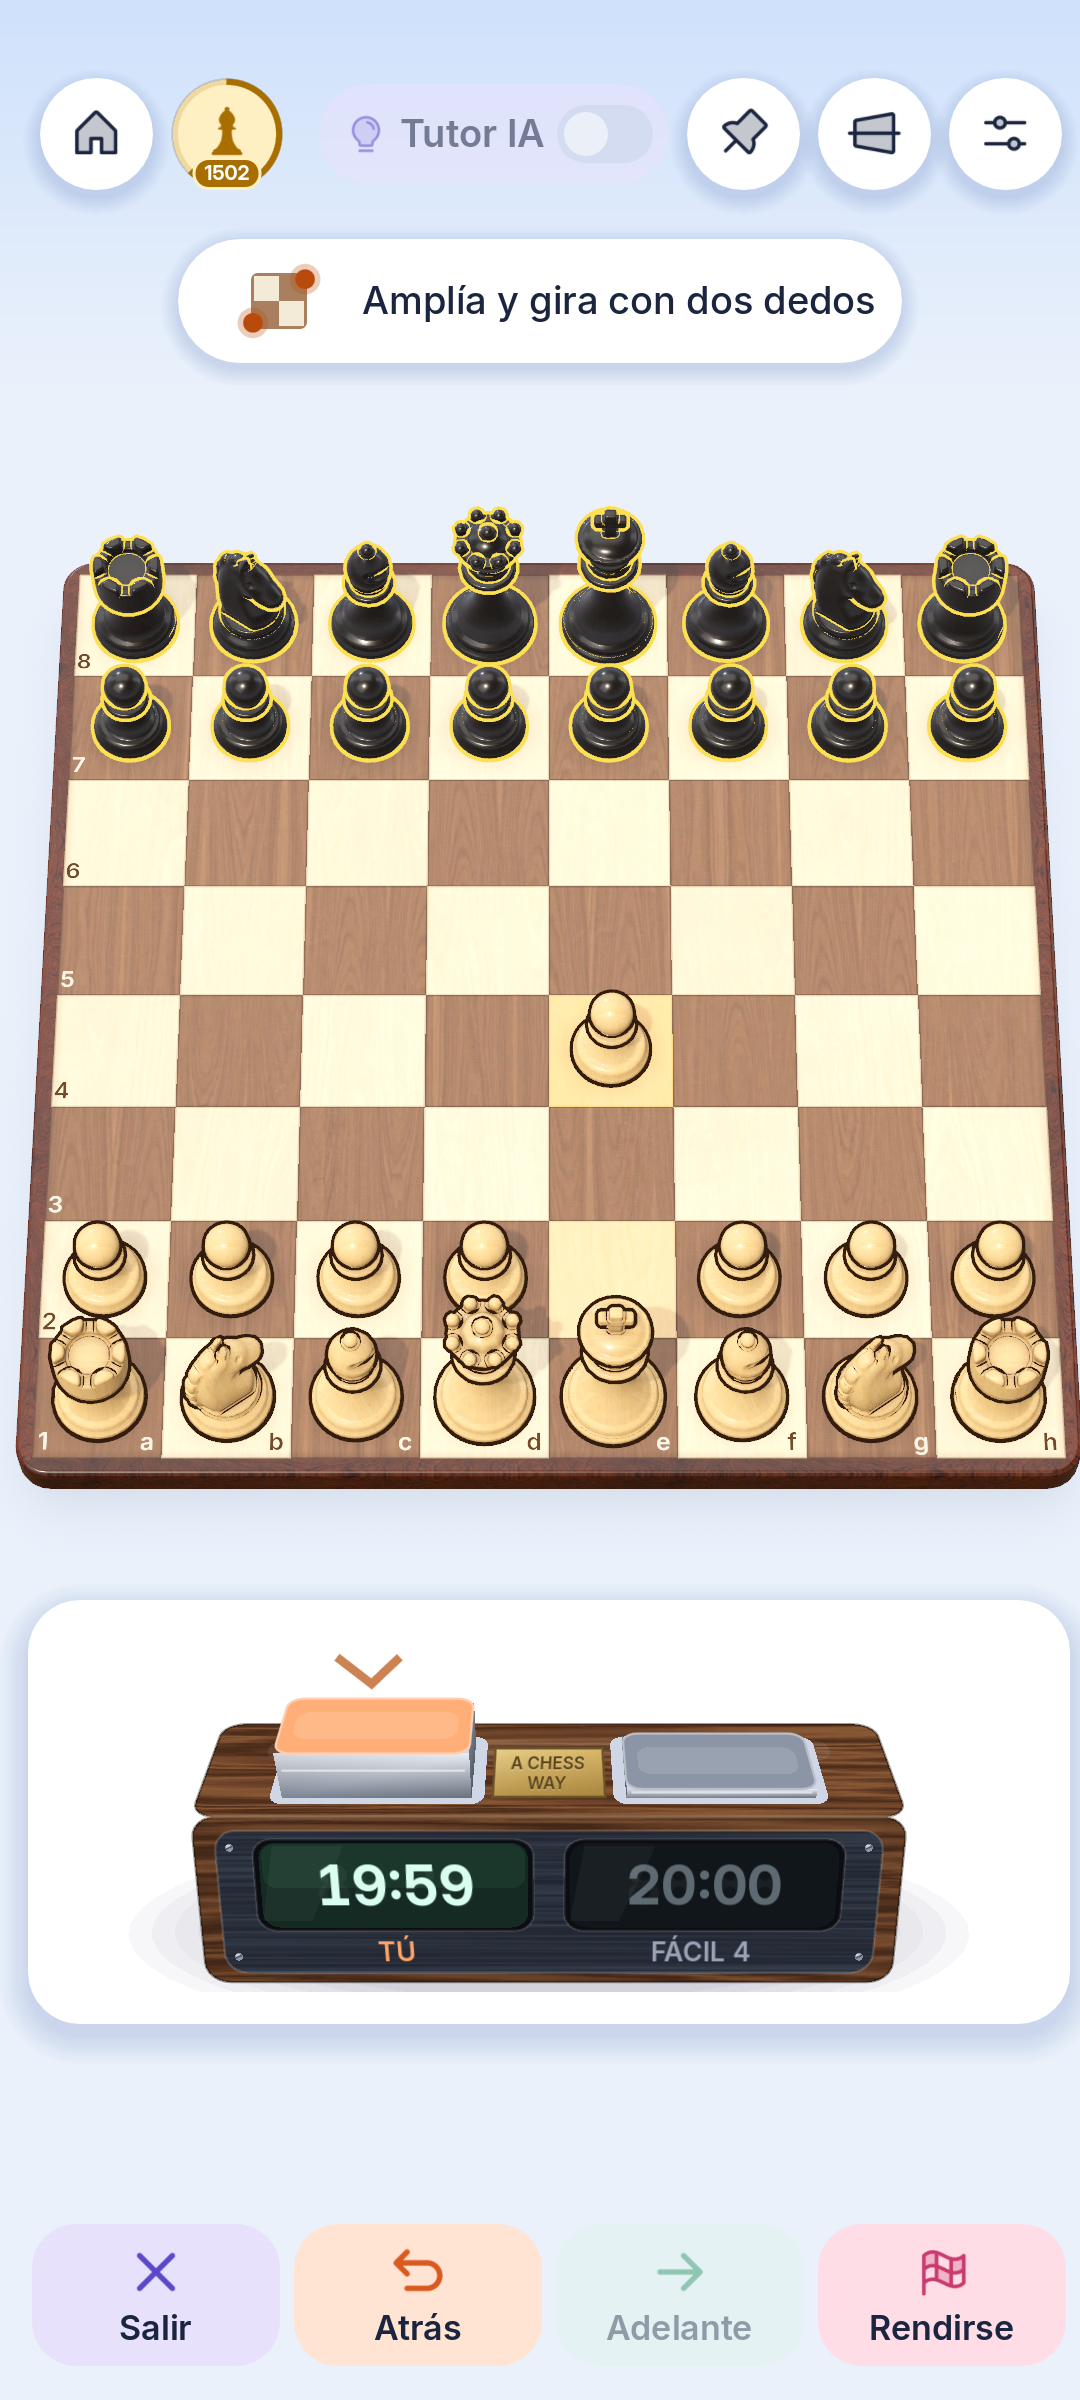 Tutor IA
1502
Amplía y gira con dos dedos
8
7
6
5
4
3
2
1 a b c d e f g h
A CHESS
WAY
19:59 20:00
TÚ FÁCIL 4
Salir Atrás Adelante Rendirse